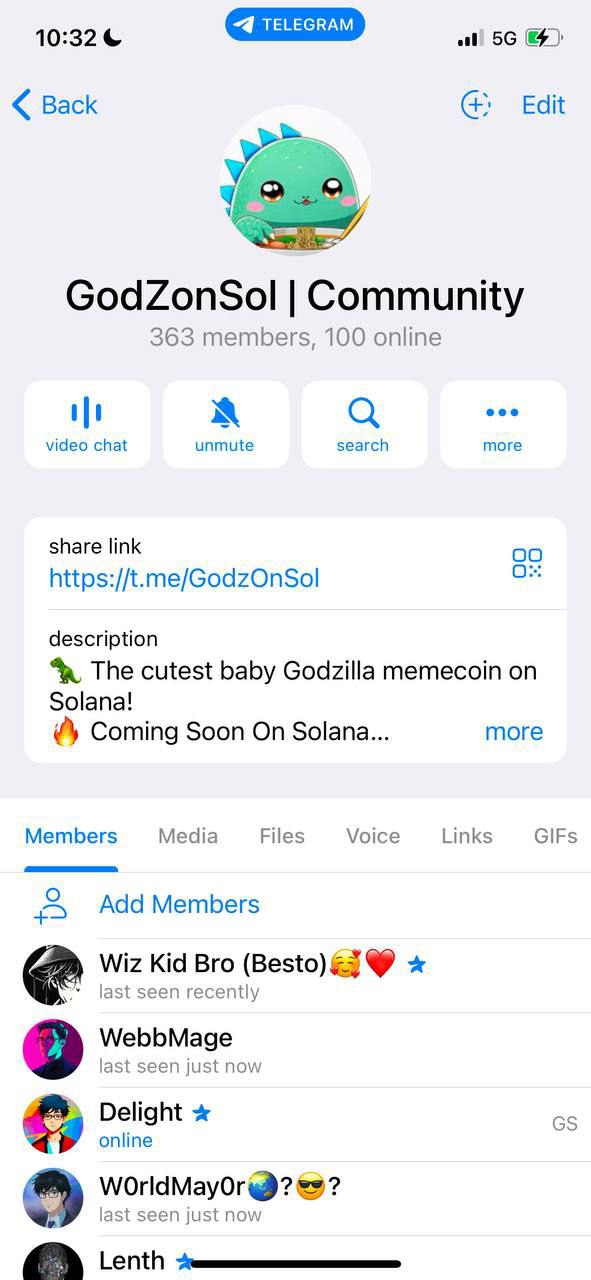 10:32
TELEGRAM
5G
Back
Edit
GodZonSol | Community
363 members, 100 online
video chat
unmute
search
more
share link
https://t.me/GodzOnSol
description
🦖 The cutest baby Godzilla memecoin on
Solana!
🔥 Coming Soon On Solana... more
Members Media Files Voice Links GIFs
Add Members
Wiz Kid Bro (Besto)🥰❤️
last seen recently
WebbMage
last seen just now
Delight
online
GS
W0rldMay0r🌏?😎?
last seen just now
Lenth